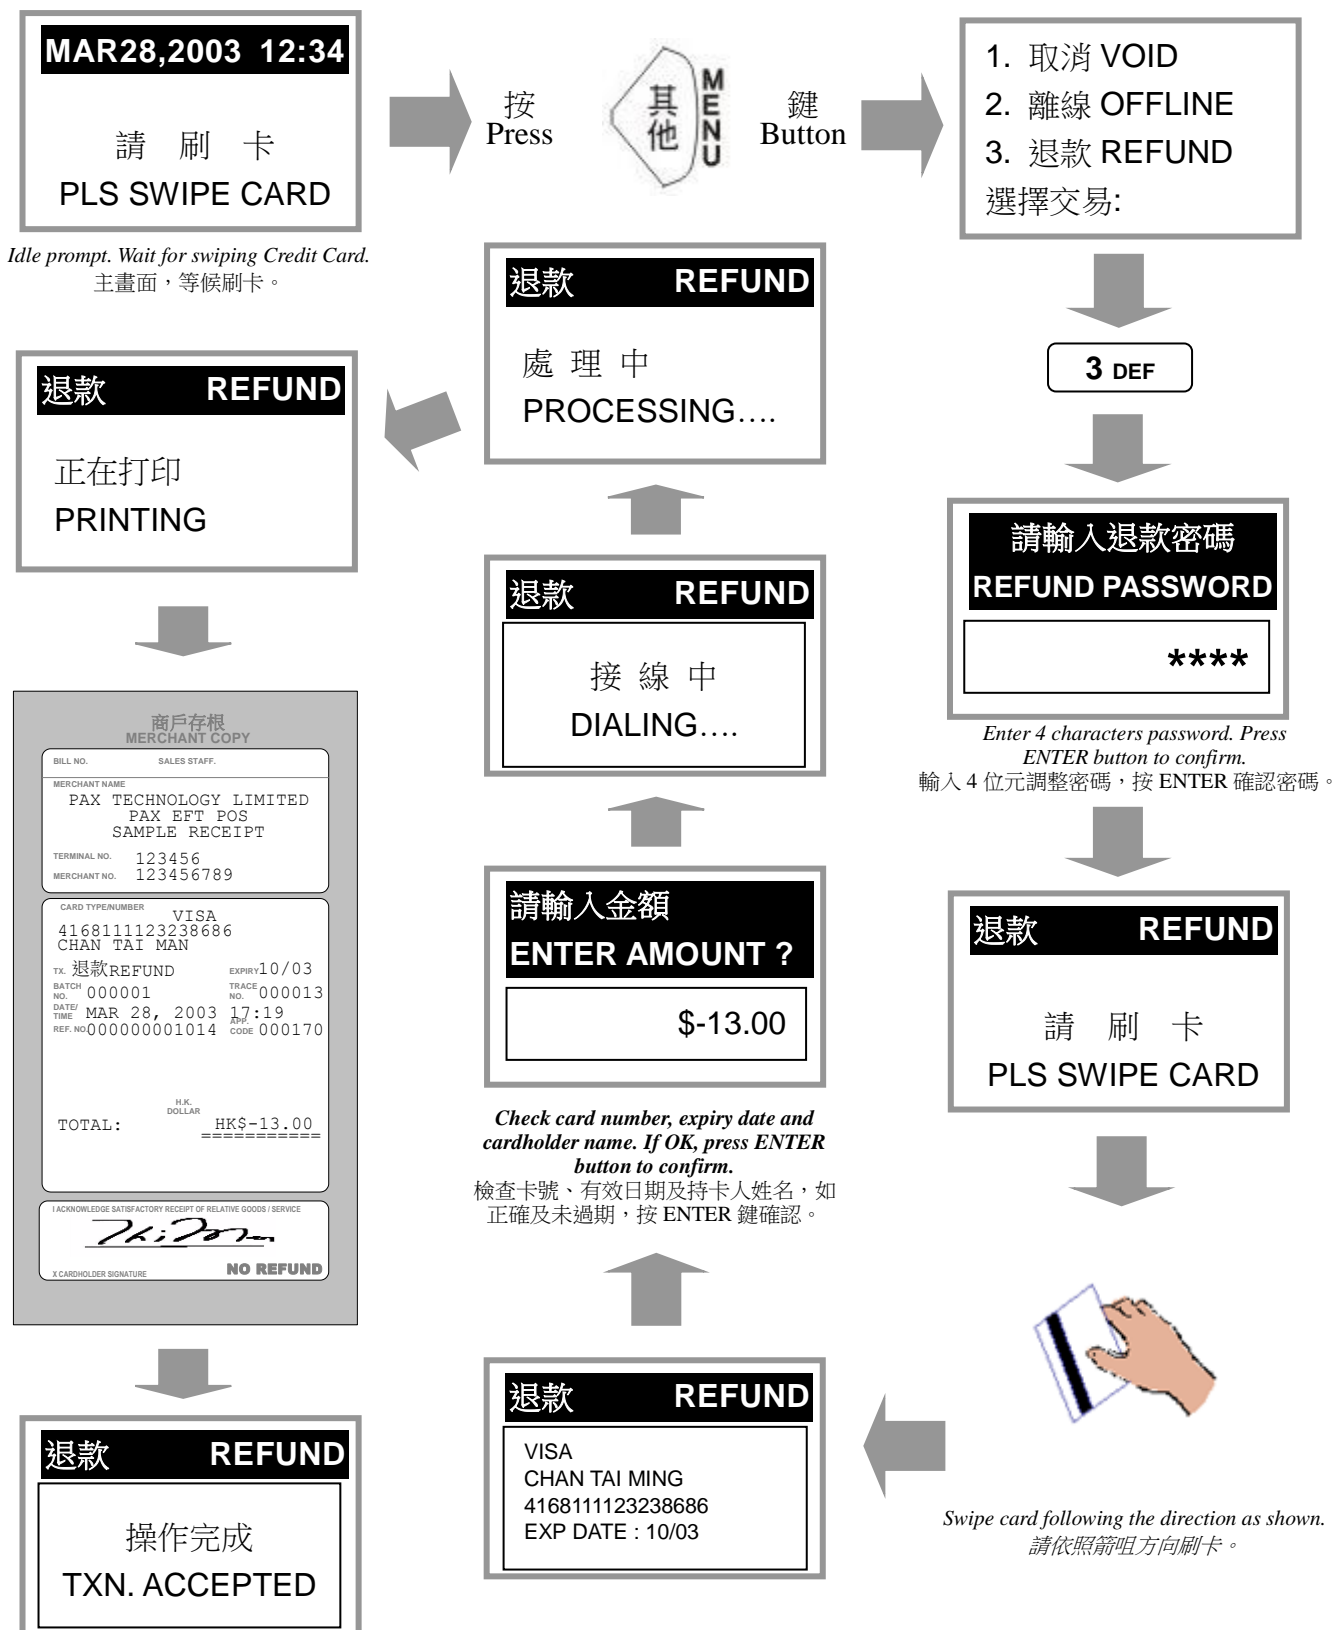 MAR28,2003 12:34
請 刷 卡
PLS SWIPE CARD
Idle prompt. Wait for swiping Credit Card.
主畫面，等候刷卡。
按
Press
其他
MENU
鍵
Button
1. 取消 VOID
2. 離線 OFFLINE
3. 退款 REFUND
選擇交易:
3 DEF
請輸入退款密碼
REFUND PASSWORD
****
Enter 4 characters password. Press
ENTER button to confirm.
輸入 4 位元調整密碼，按 ENTER 確認密碼。
退款 REFUND
請 刷 卡
PLS SWIPE CARD
Swipe card following the direction as shown.
請依照箭咀方向刷卡。
退款 REFUND
VISA
CHAN TAI MING
4168111123238686
EXP DATE : 10/03
請輸入金額
ENTER AMOUNT ?
$-13.00
Check card number, expiry date and
cardholder name. If OK, press ENTER
button to confirm.
檢查卡號、有效日期及持卡人姓名，如
正確及未過期，按 ENTER 鍵確認。
退款 REFUND
接 線 中
DIALING….
退款 REFUND
處 理 中
PROCESSING….
退款 REFUND
正在打印
PRINTING
商戶存根
MERCHANT COPY
BILL NO. SALES STAFF.
MERCHANT NAME
PAX TECHNOLOGY LIMITED
PAX EFT POS
SAMPLE RECEIPT
TERMINAL NO. 123456
MERCHANT NO. 123456789
CARD TYPE/NUMBER
VISA
4168111123238686
CHAN TAI MAN
TX. 退款REFUND EXPIRY 10/03
BATCH NO. 000001 TRACE NO. 000013
DATE/TIME MAR 28, 2003 17:19
REF. NO. 000000001014 APP. CODE 000170
H.K.
DOLLAR
TOTAL: HK$-13.00
===========
I ACKNOWLEDGE SATISFACTORY RECEIPT OF RELATIVE GOODS / SERVICE
X CARDHOLDER SIGNATURE NO REFUND
退款 REFUND
操作完成
TXN. ACCEPTED